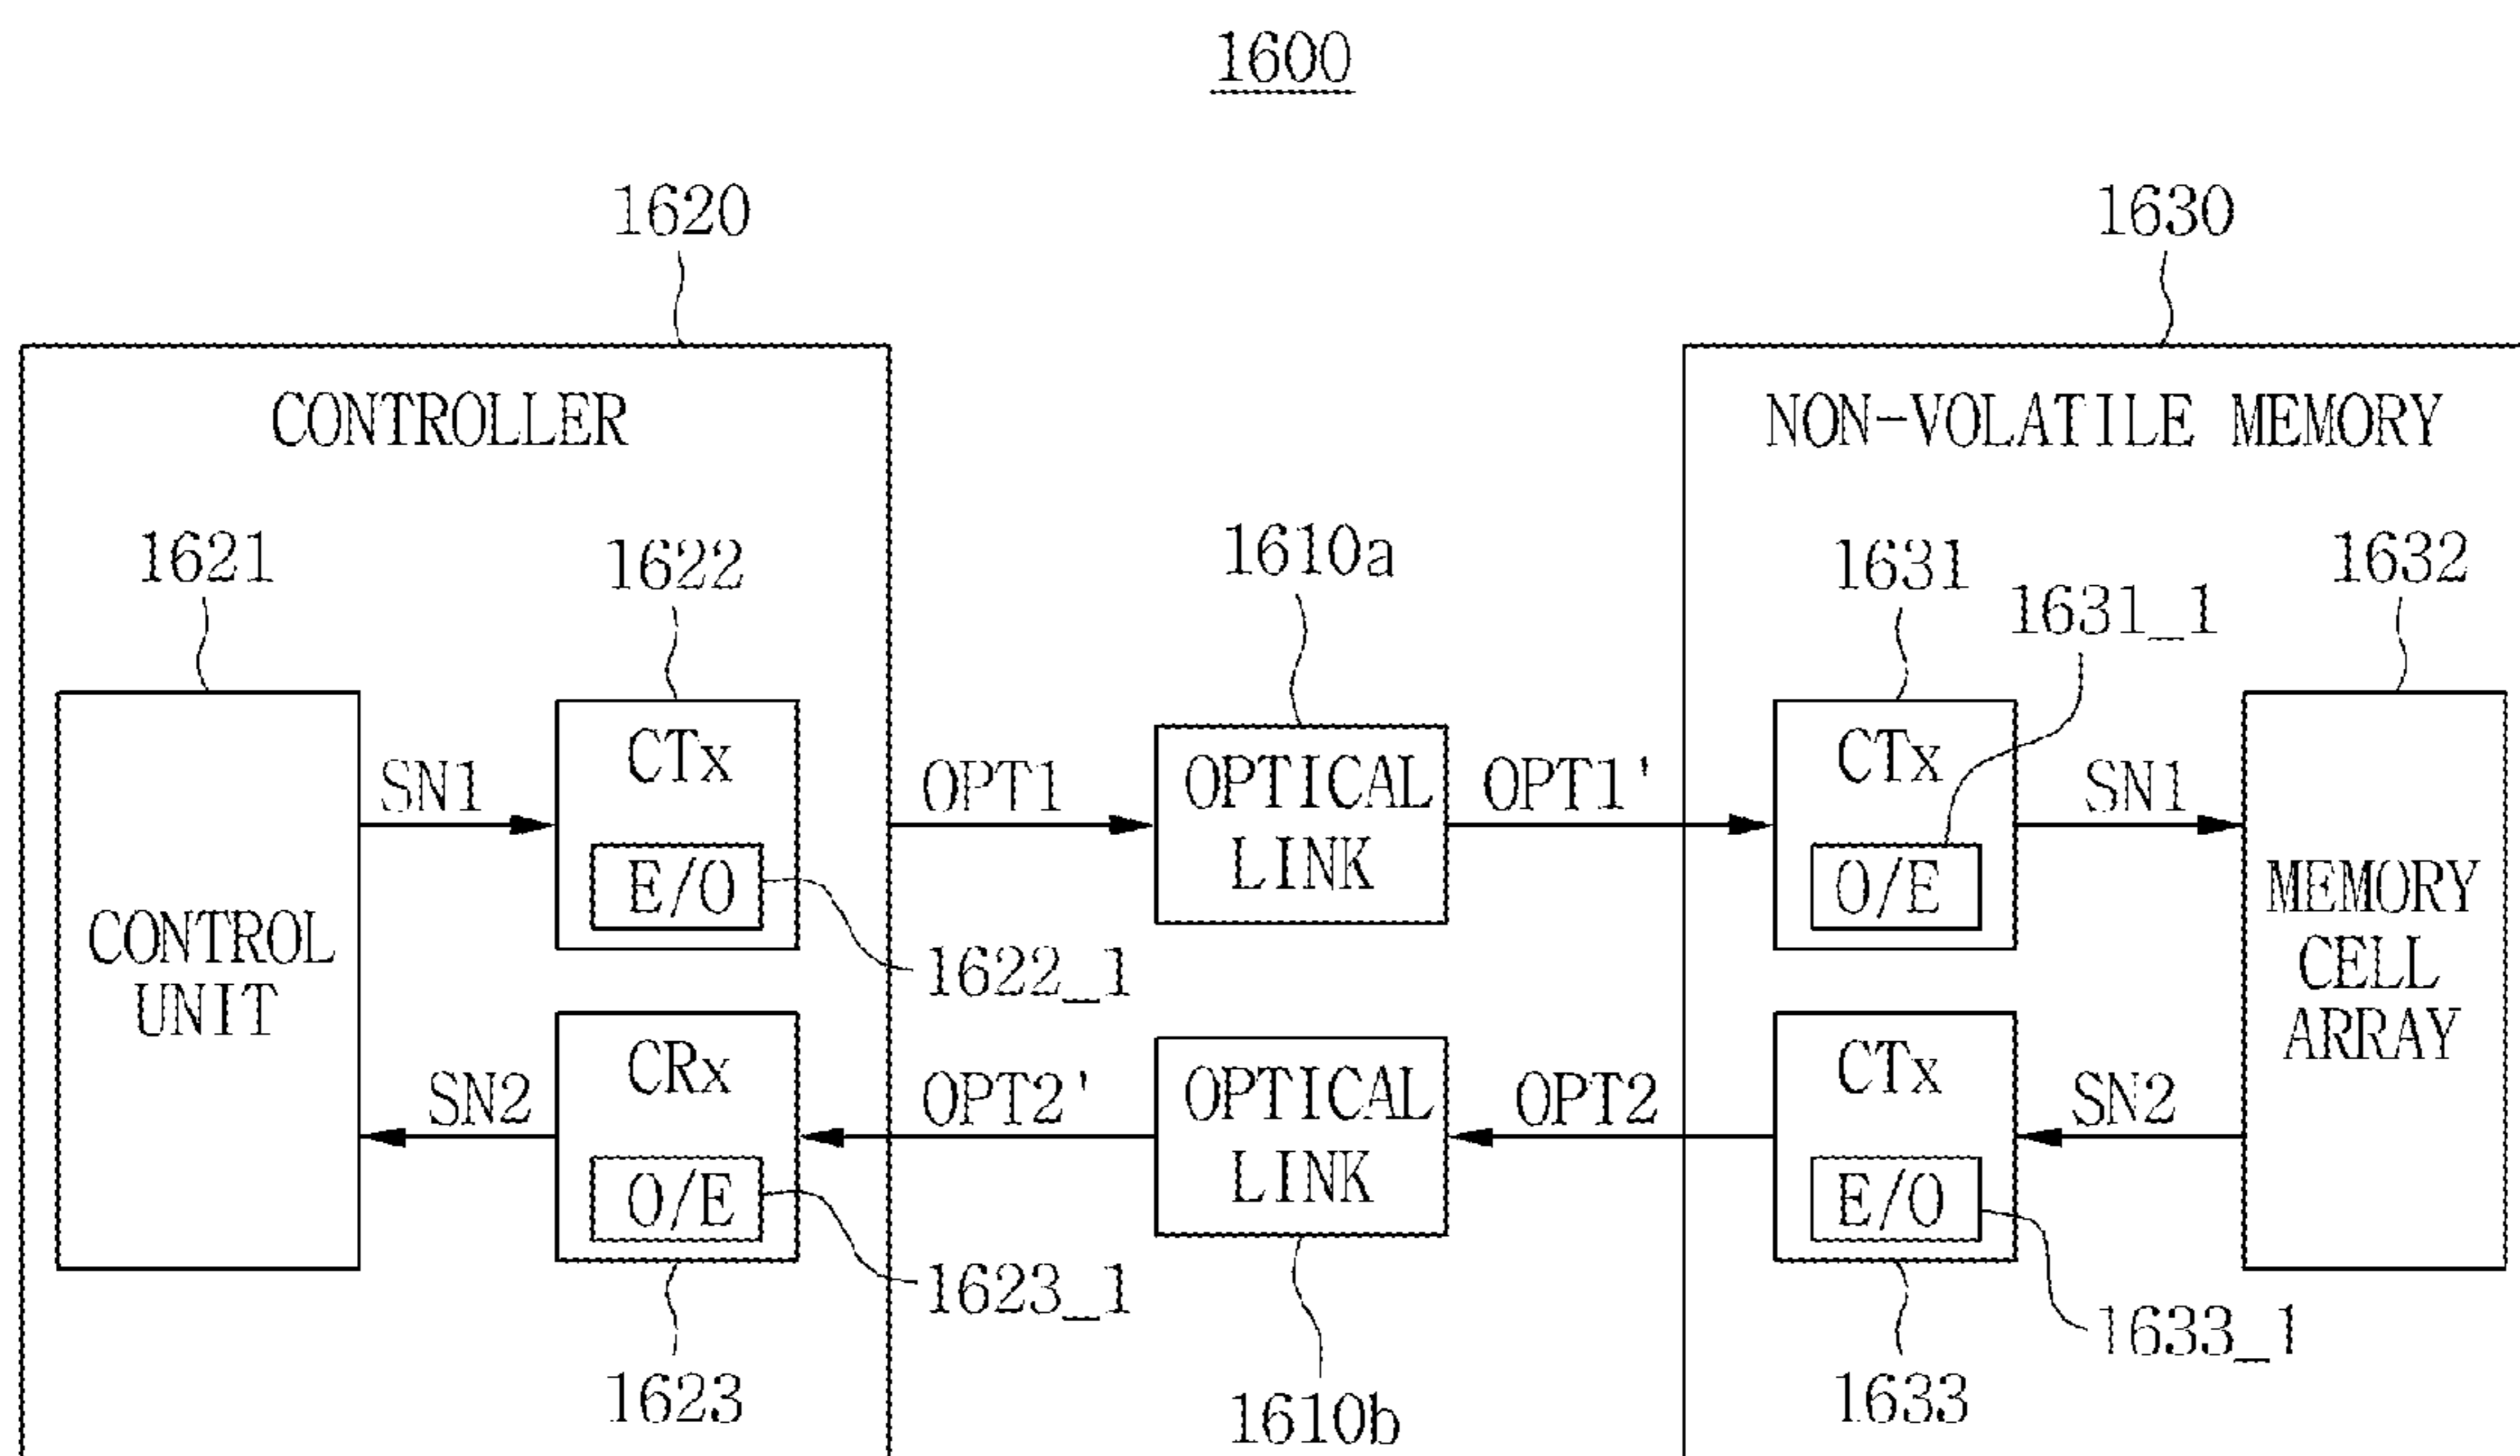 1600
1620
1630
CONTROLLER
NON-VOLATILE MEMORY
1621
1622
1610a
1631
1631_1
1632
CTx
CTx
SN1
OPT1
OPTICAL
LINK
OPT1'
SN1
E/O
O/E
CONTROL
UNIT
MEMORY
CELL
ARRAY
1622_1
CRx
CTx
SN2
OPT2'
OPTICAL
LINK
OPT2
SN2
O/E
E/O
1623_1
1633_1
1623
1610b
1633